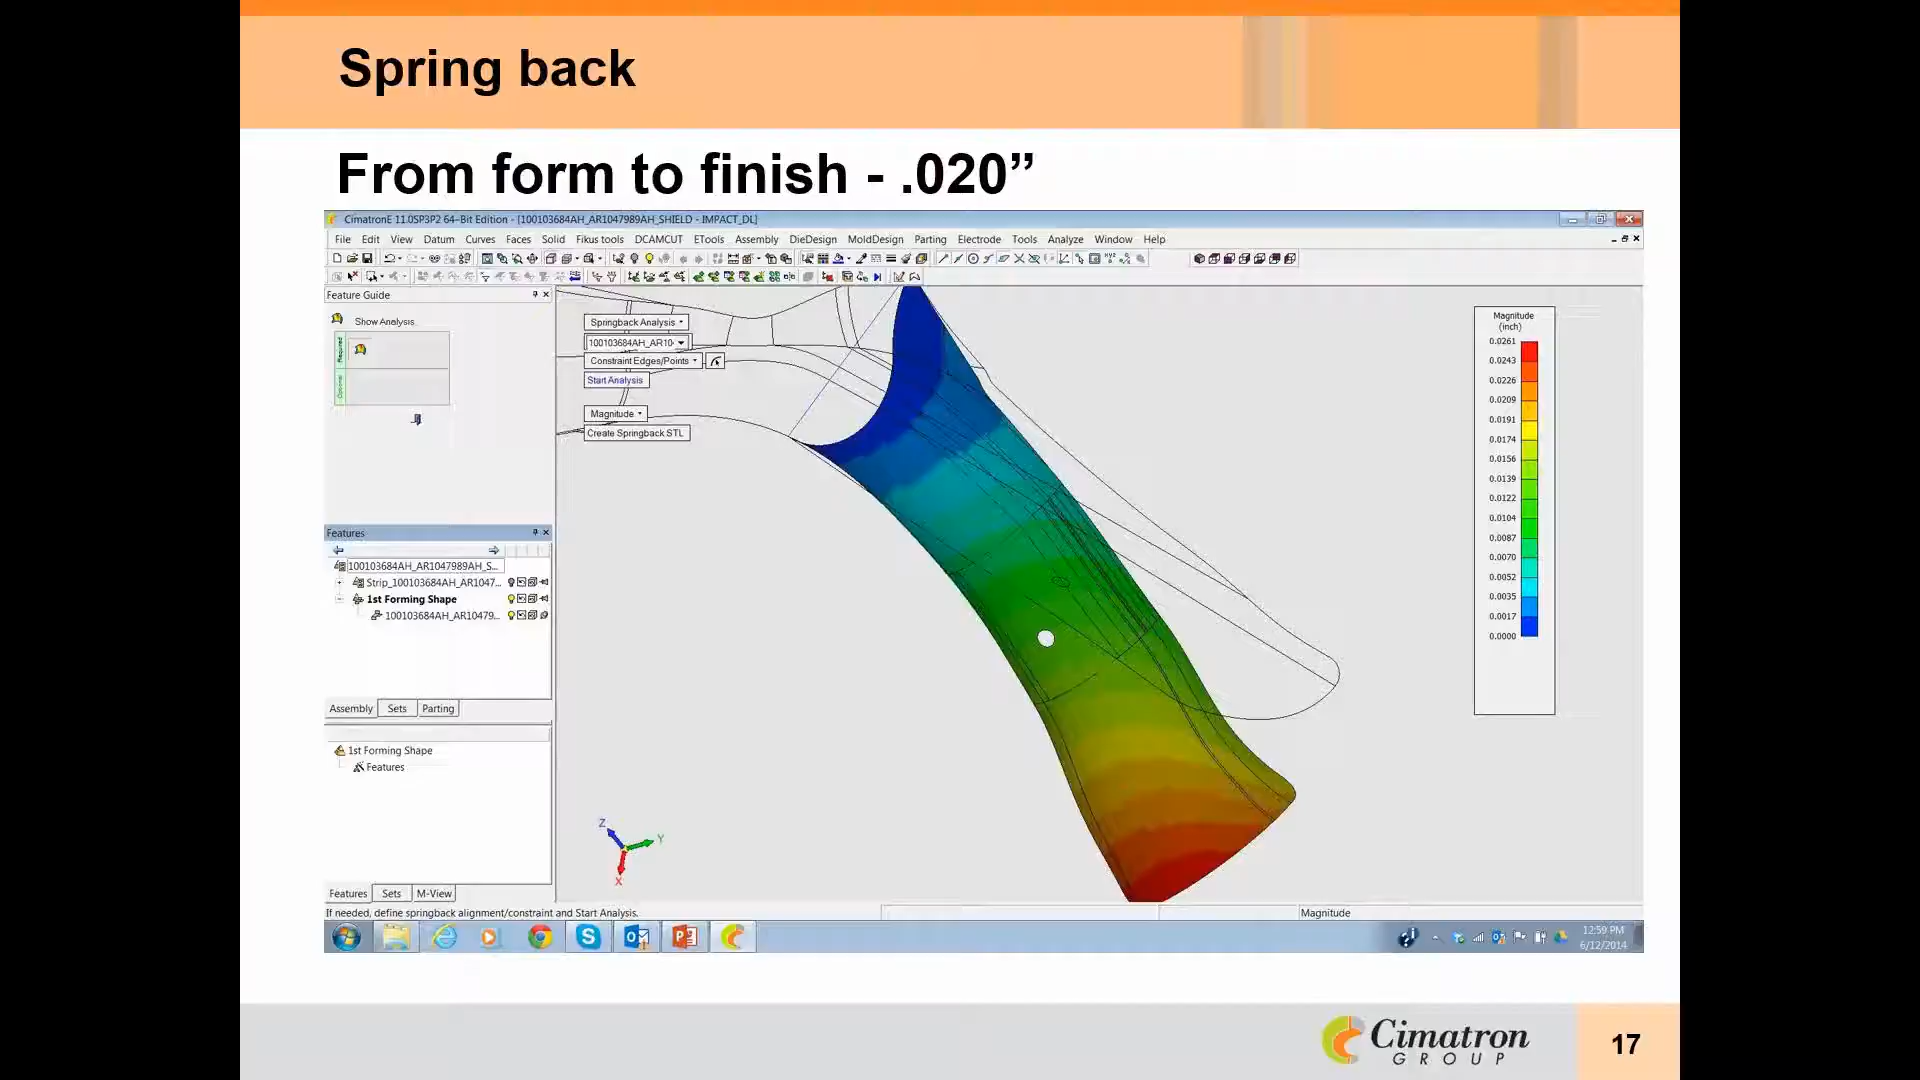 Spring back
From form to finish - .020”
CimatronE 11.0SP3P2 64-Bit Edition - [100103684AH_AR1047989AH_SHIELD - IMPACT_DL]
File Edit View Datum Curves Faces Solid Fikus tools DCAMCUT ETools Assembly DieDesign MoldDesign Parting Electrode Tools Analyze Window Help
Feature Guide
Show Analysis
Required
Optional
Springback Analysis
100103684AH_AR10
Constraint Edges/Points
Start Analysis
Magnitude
Create Springback STL
Magnitude
(inch)
0.0261
0.0243
0.0226
0.0209
0.0191
0.0174
0.0156
0.0139
0.0122
0.0104
0.0087
0.0070
0.0052
0.0035
0.0017
0.0000
Features
100103684AH_AR1047989AH_S...
Strip_100103684AH_AR1047...
1st Forming Shape
100103684AH_AR10479...
Assembly Sets Parting
1st Forming Shape
Features
Z
Y
X
Features Sets M-View
If needed, define springback alignment/constraint and Start Analysis.
Magnitude
12:59 PM
6/12/2014
Cimatron
GROUP
17